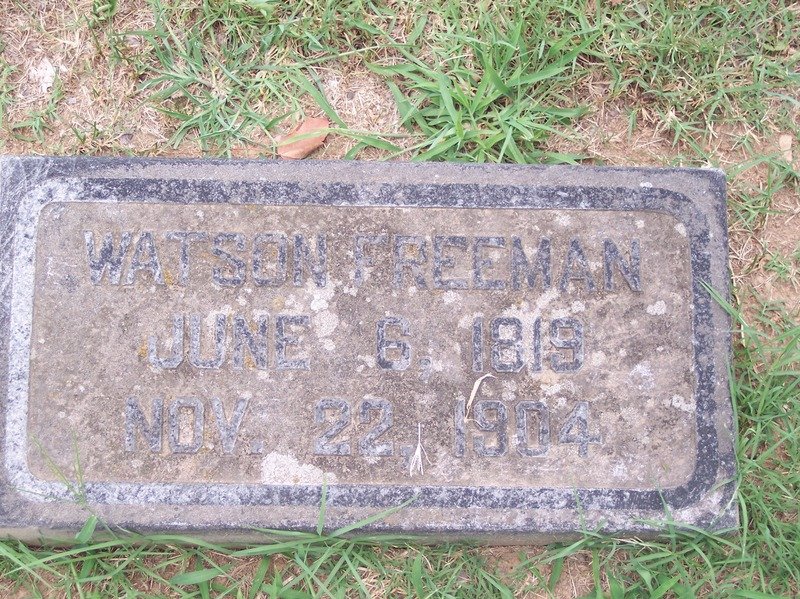 WATSON FREEMAN
JUNE 6. 1819
NOV. 22. 1904